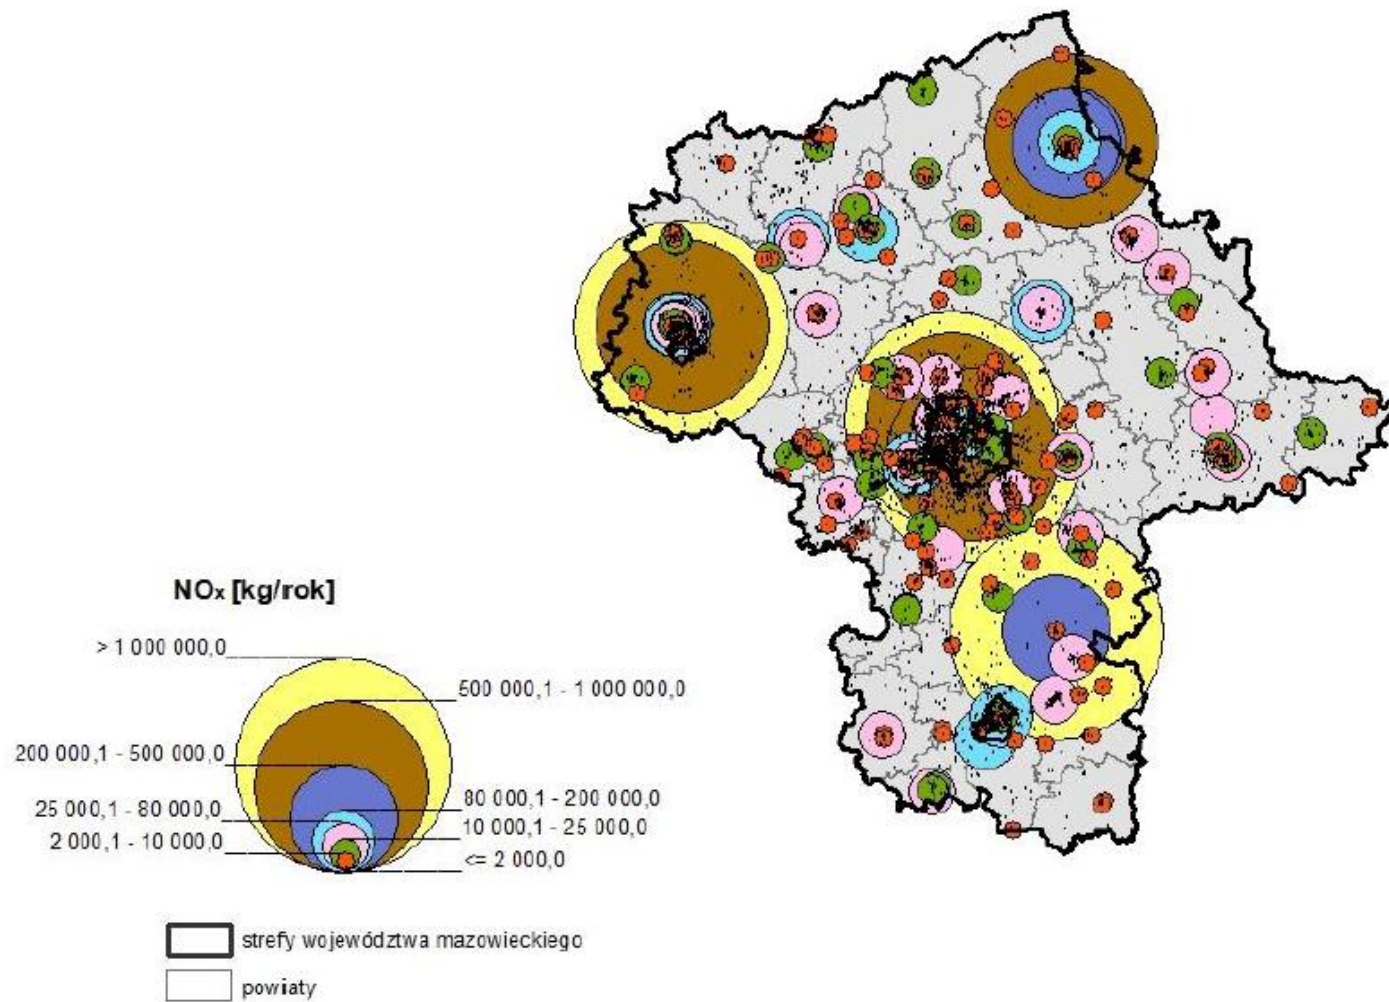 NOx [kg/rok]
> 1 000 000,0
500 000,1 - 1 000 000,0
200 000,1 - 500 000,0
80 000,1 - 200 000,0
25 000,1 - 80 000,0
10 000,1 - 25 000,0
2 000,1 - 10 000,0
<= 2 000,0
strefy województwa mazowieckiego
powiaty